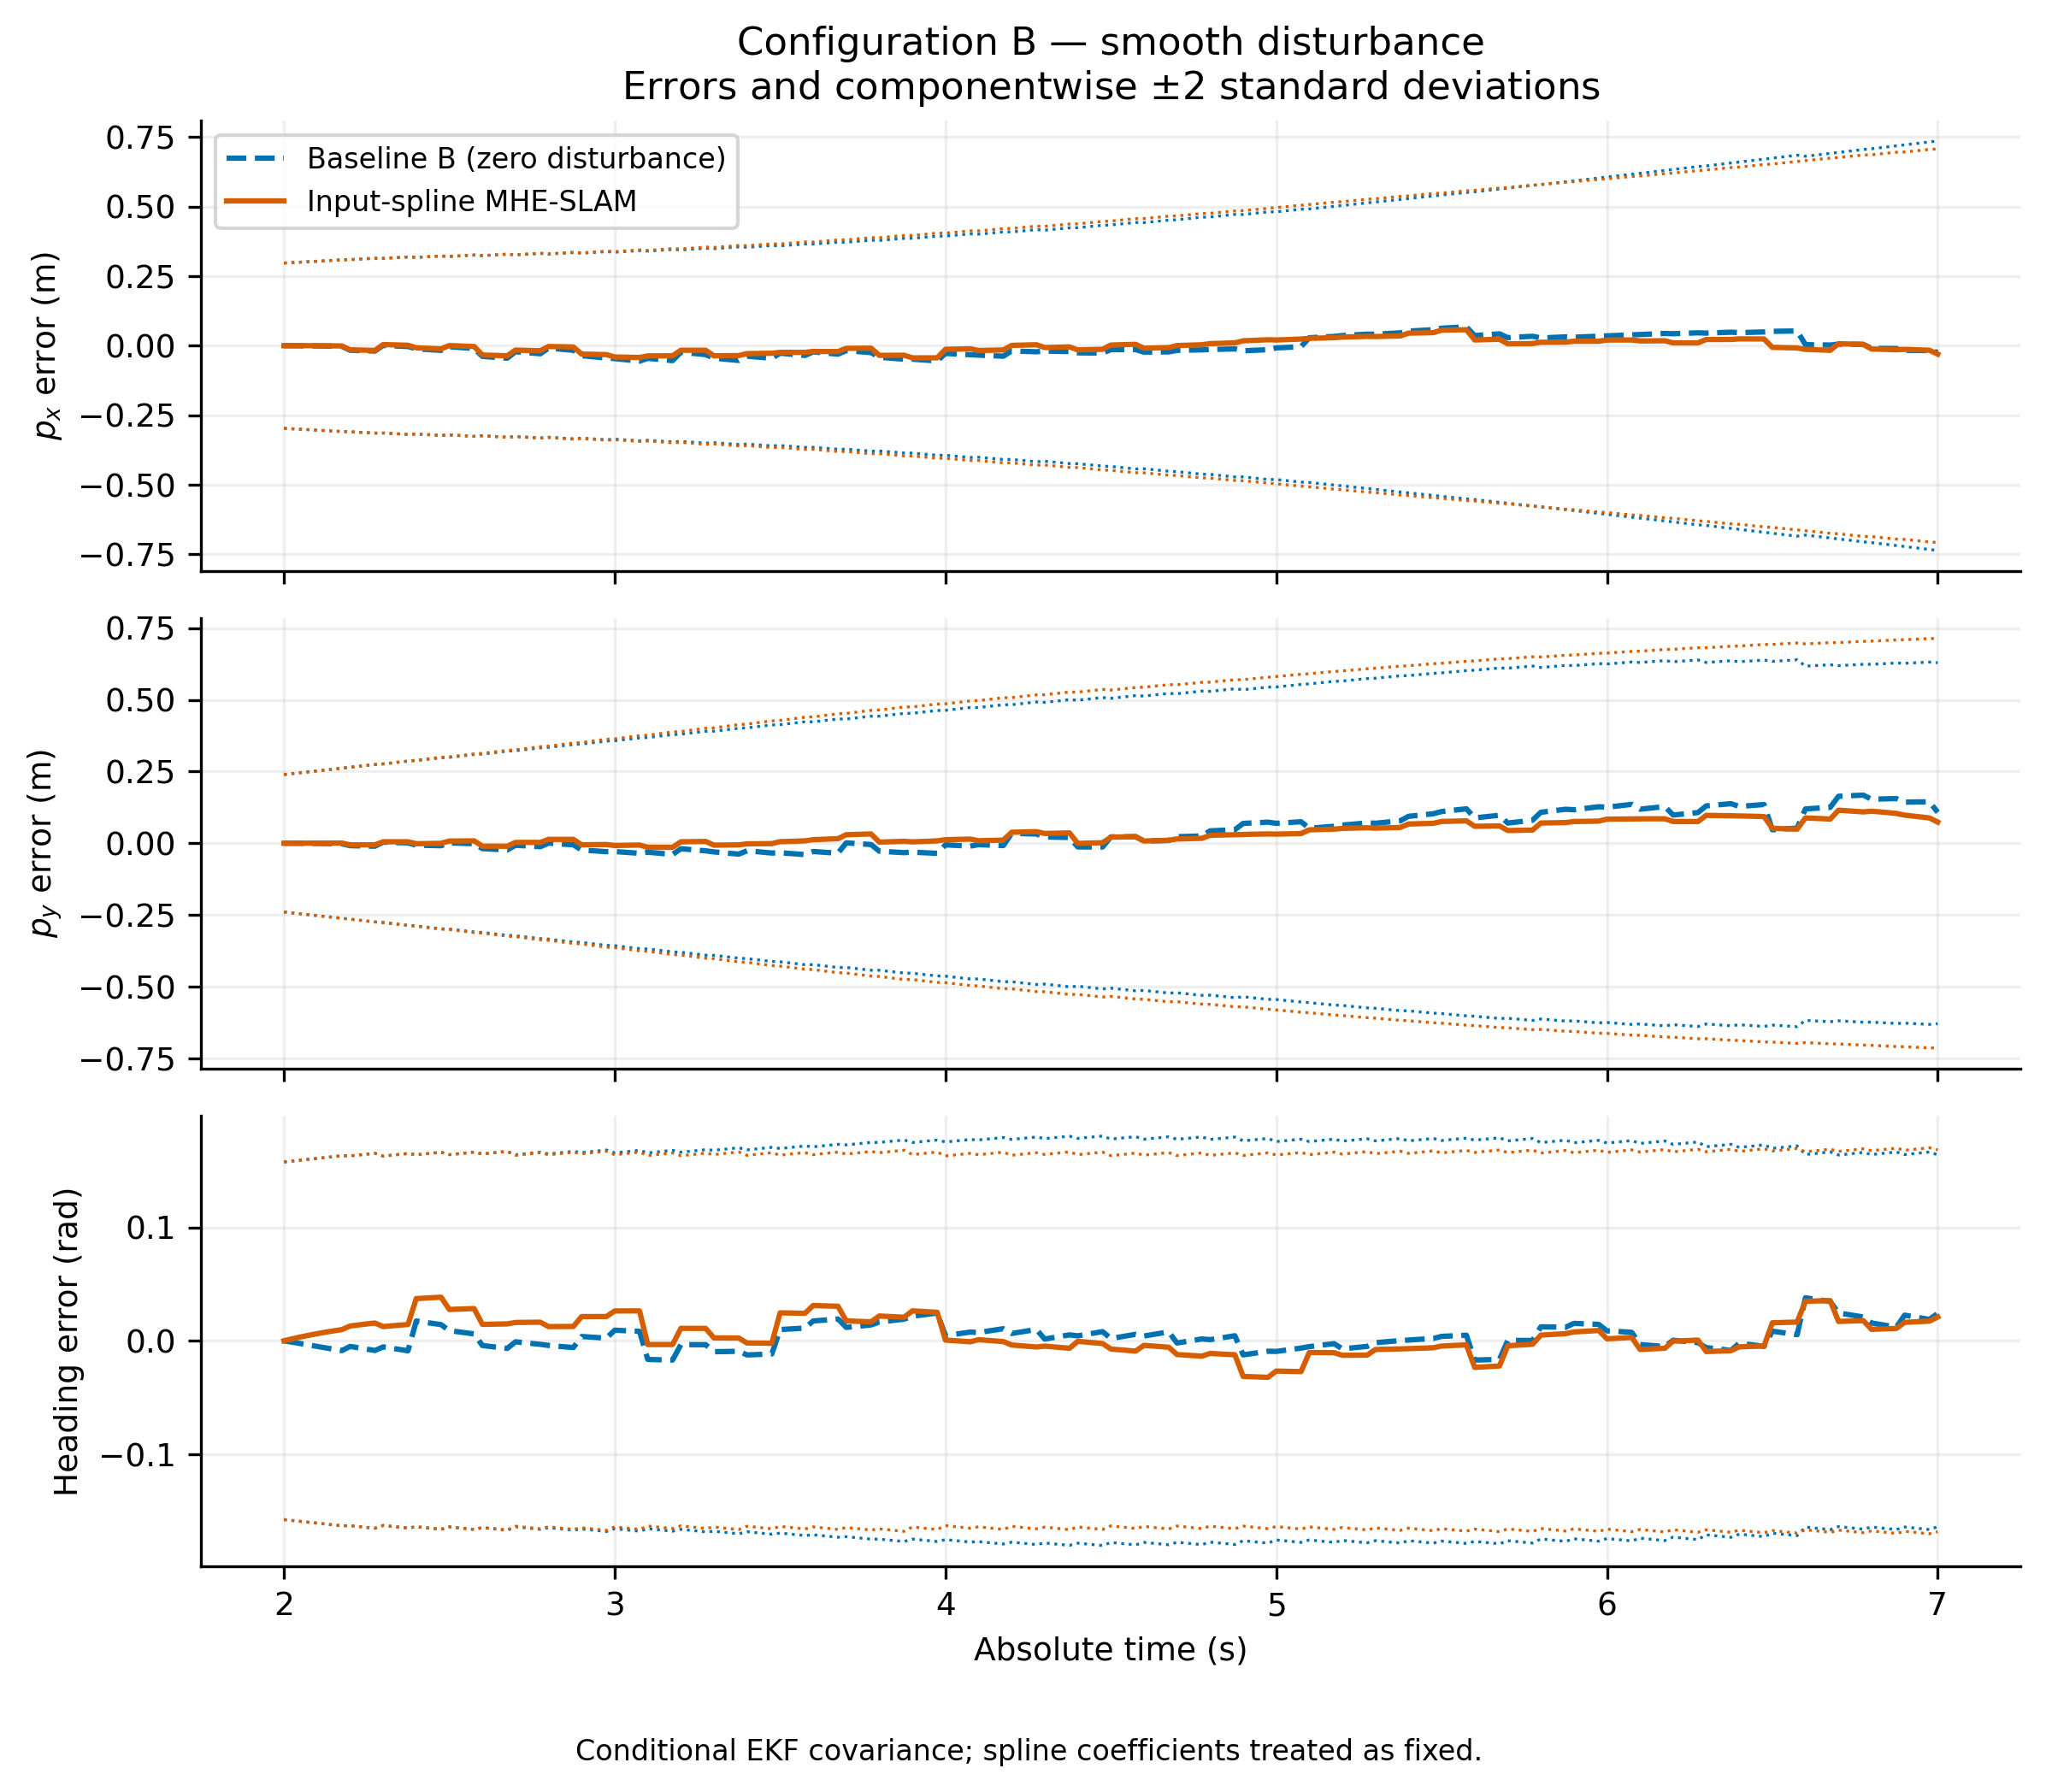 Configuration B — smooth disturbance
Errors and componentwise ±2 standard deviations
Baseline B (zero disturbance)
Input-spline MHE-SLAM
0.75
0.50
0.25
0.00
−0.25
−0.50
−0.75
p_x error (m)
0.75
0.50
0.25
0.00
−0.25
−0.50
−0.75
p_y error (m)
0.1
0.0
−0.1
Heading error (rad)
2 3 4 5 6 7
Absolute time (s)
Conditional EKF covariance; spline coefficients treated as fixed.